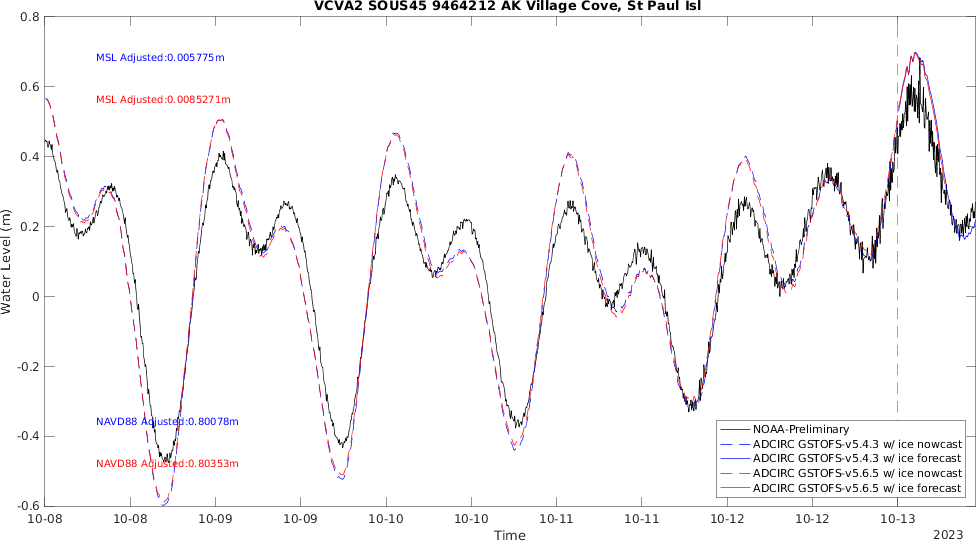 VCVA2 SOUS45 9464212 AK Village Cove, St Paul Isl
0.8
0.6
0.4
0.2
0
-0.2
-0.4
-0.6
Water Level (m)
MSL Adjusted:0.005775m
MSL Adjusted:0.0085271m
NAVD88 Adjusted:0.80078m
NAVD88 Adjusted:0.80353m
NOAA-Preliminary
ADCIRC GSTOFS-v5.4.3 w/ ice nowcast
ADCIRC GSTOFS-v5.4.3 w/ ice forecast
ADCIRC GSTOFS-v5.6.5 w/ ice nowcast
ADCIRC GSTOFS-v5.6.5 w/ ice forecast
10-08 10-08 10-09 10-09 10-10 10-10 10-11 10-11 10-12 10-12 10-13
Time
2023